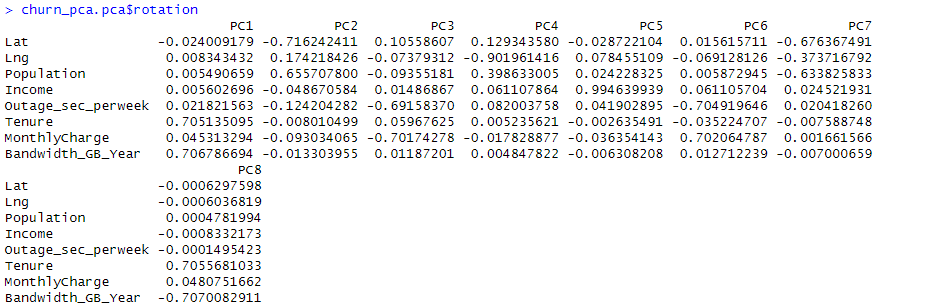 > churn_pca.pca$rotation
                            PC1          PC2         PC3          PC4          PC5          PC6          PC7
Lat                -0.024009179 -0.716242411  0.10558607  0.129343580 -0.028722104  0.015615711 -0.676367491
Lng                 0.008343432  0.174218426 -0.07379312 -0.901961416  0.078455109 -0.069128126 -0.373716792
Population          0.005490659  0.655707800 -0.09355181  0.398633005  0.024228325  0.005872945 -0.633825833
Income              0.005602696 -0.048670584  0.01486867  0.061107864  0.994639939  0.061105704  0.024521931
Outage_sec_perweek  0.021821563 -0.124204282 -0.69158370  0.082003758  0.041902895 -0.704919646  0.020418260
Tenure              0.705135095 -0.008010499  0.05967625  0.005235621 -0.002635491 -0.035224707 -0.007588748
MonthlyCharge       0.045313294 -0.093034065 -0.70174278 -0.017828877 -0.036354143  0.702064787  0.001661566
Bandwidth_GB_Year   0.706786694 -0.013303955  0.01187201  0.004847822 -0.006308208  0.012712239 -0.007000659
                             PC8
Lat                -0.0006297598
Lng                -0.0006036819
Population          0.0004781994
Income             -0.0008332173
Outage_sec_perweek -0.0001495423
Tenure              0.7055681033
MonthlyCharge       0.0480751662
Bandwidth_GB_Year  -0.7070082911